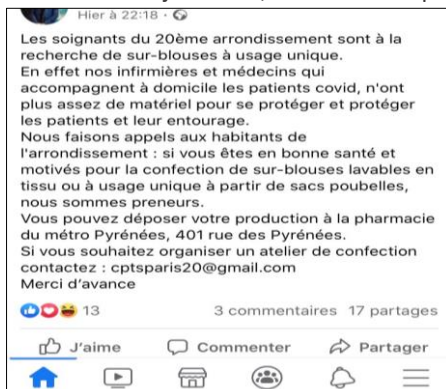 Hier à 22:18 ·
Les soignants du 20ème arrondissement sont à la
recherche de sur-blouses à usage unique.
En effet nos infirmières et médecins qui
accompagnent à domicile les patients covid, n'ont
plus assez de matériel pour se protéger et protéger
les patients et leur entourage.
Nous faisons appels aux habitants de
l'arrondissement : si vous êtes en bonne santé et
motivés pour la confection de sur-blouses lavables en
tissu ou à usage unique à partir de sacs poubelles,
nous sommes preneurs.
Vous pouvez déposer votre production à la pharmacie
du métro Pyrénées, 401 rue des Pyrénées.
Si vous souhaitez organiser un atelier de confection
contactez : cptsparis20@gmail.com
Merci d'avance
13 3 commentaires 17 partages
J'aime Commenter Partager